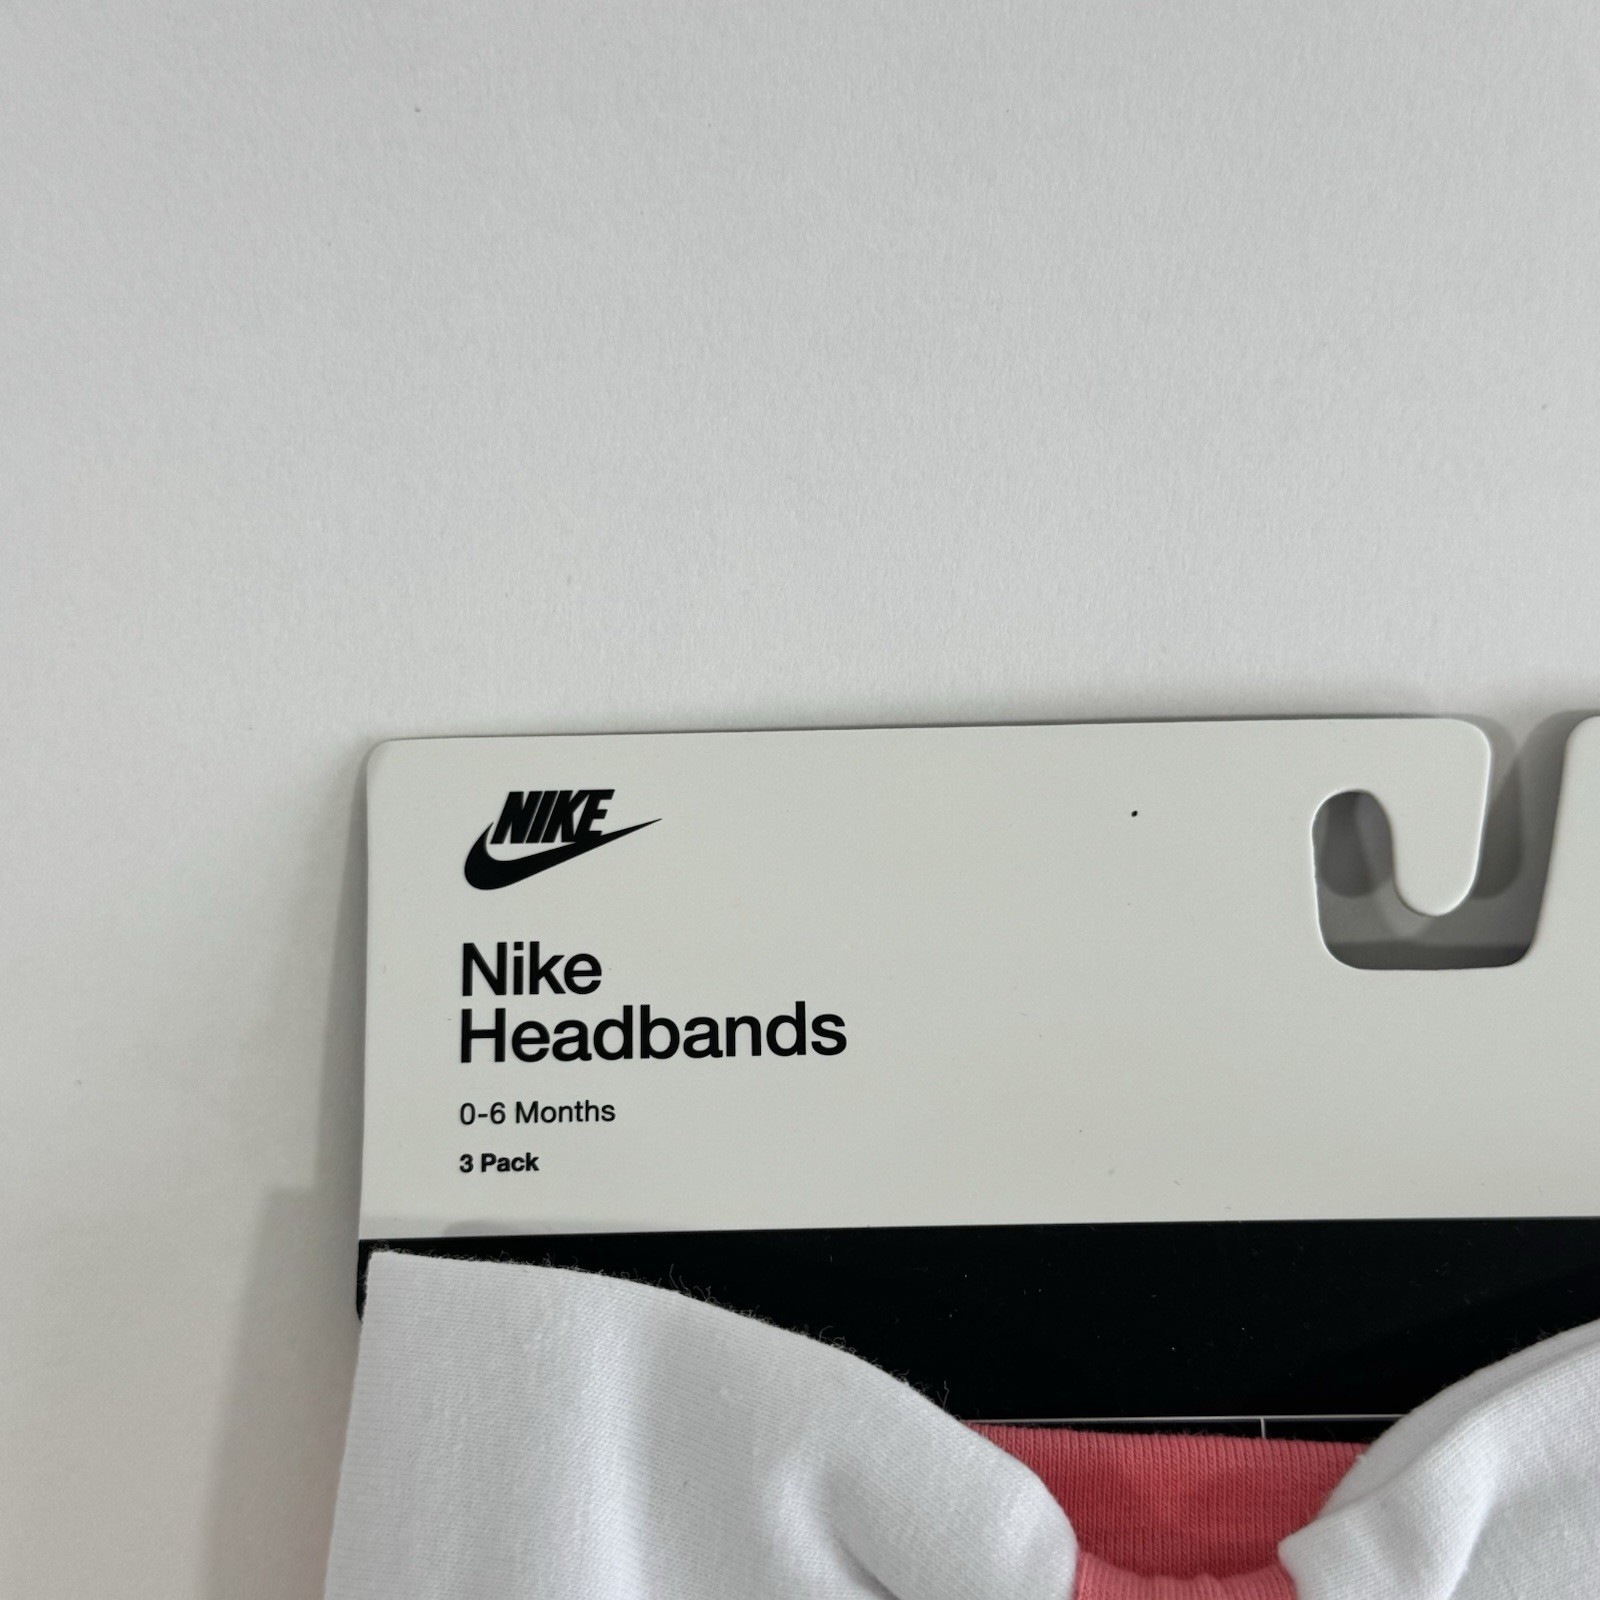 NIKE
Nike
Headbands
0-6 Months
3 Pack